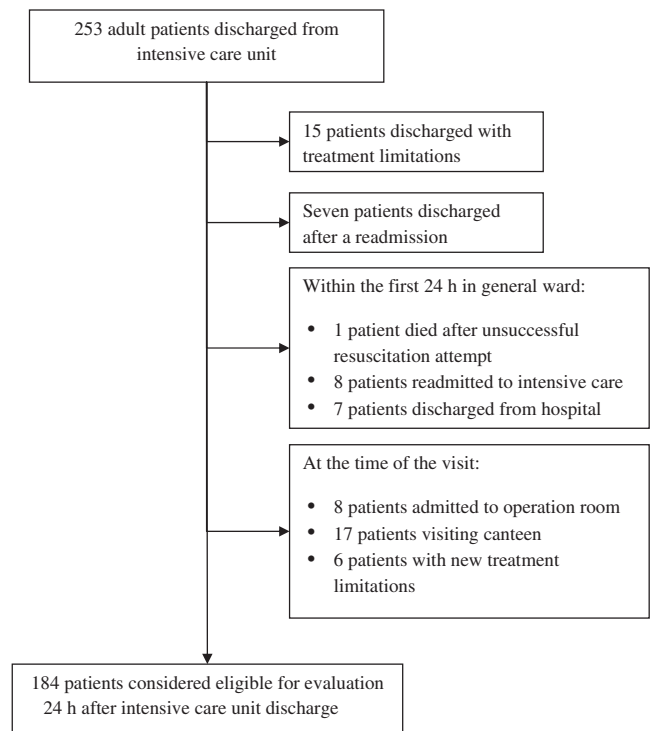 253 adult patients discharged from
intensive care unit
15 patients discharged with
treatment limitations
Seven patients discharged
after a readmission
Within the first 24 h in general ward:
• 1 patient died after unsuccessful
resuscitation attempt
• 8 patients readmitted to intensive care
• 7 patients discharged from hospital
At the time of the visit:
• 8 patients admitted to operation room
• 17 patients visiting canteen
• 6 patients with new treatment
limitations
184 patients considered eligible for evaluation
24 h after intensive care unit discharge